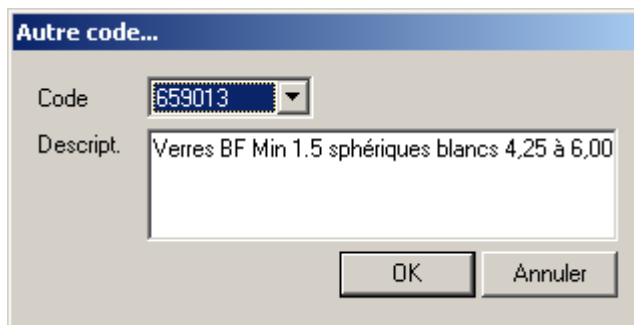 Autre code...
Code 659013
Descript. Verres BF Min 1.5 sphériques blancs 4,25 à 6,00
OK Annuler